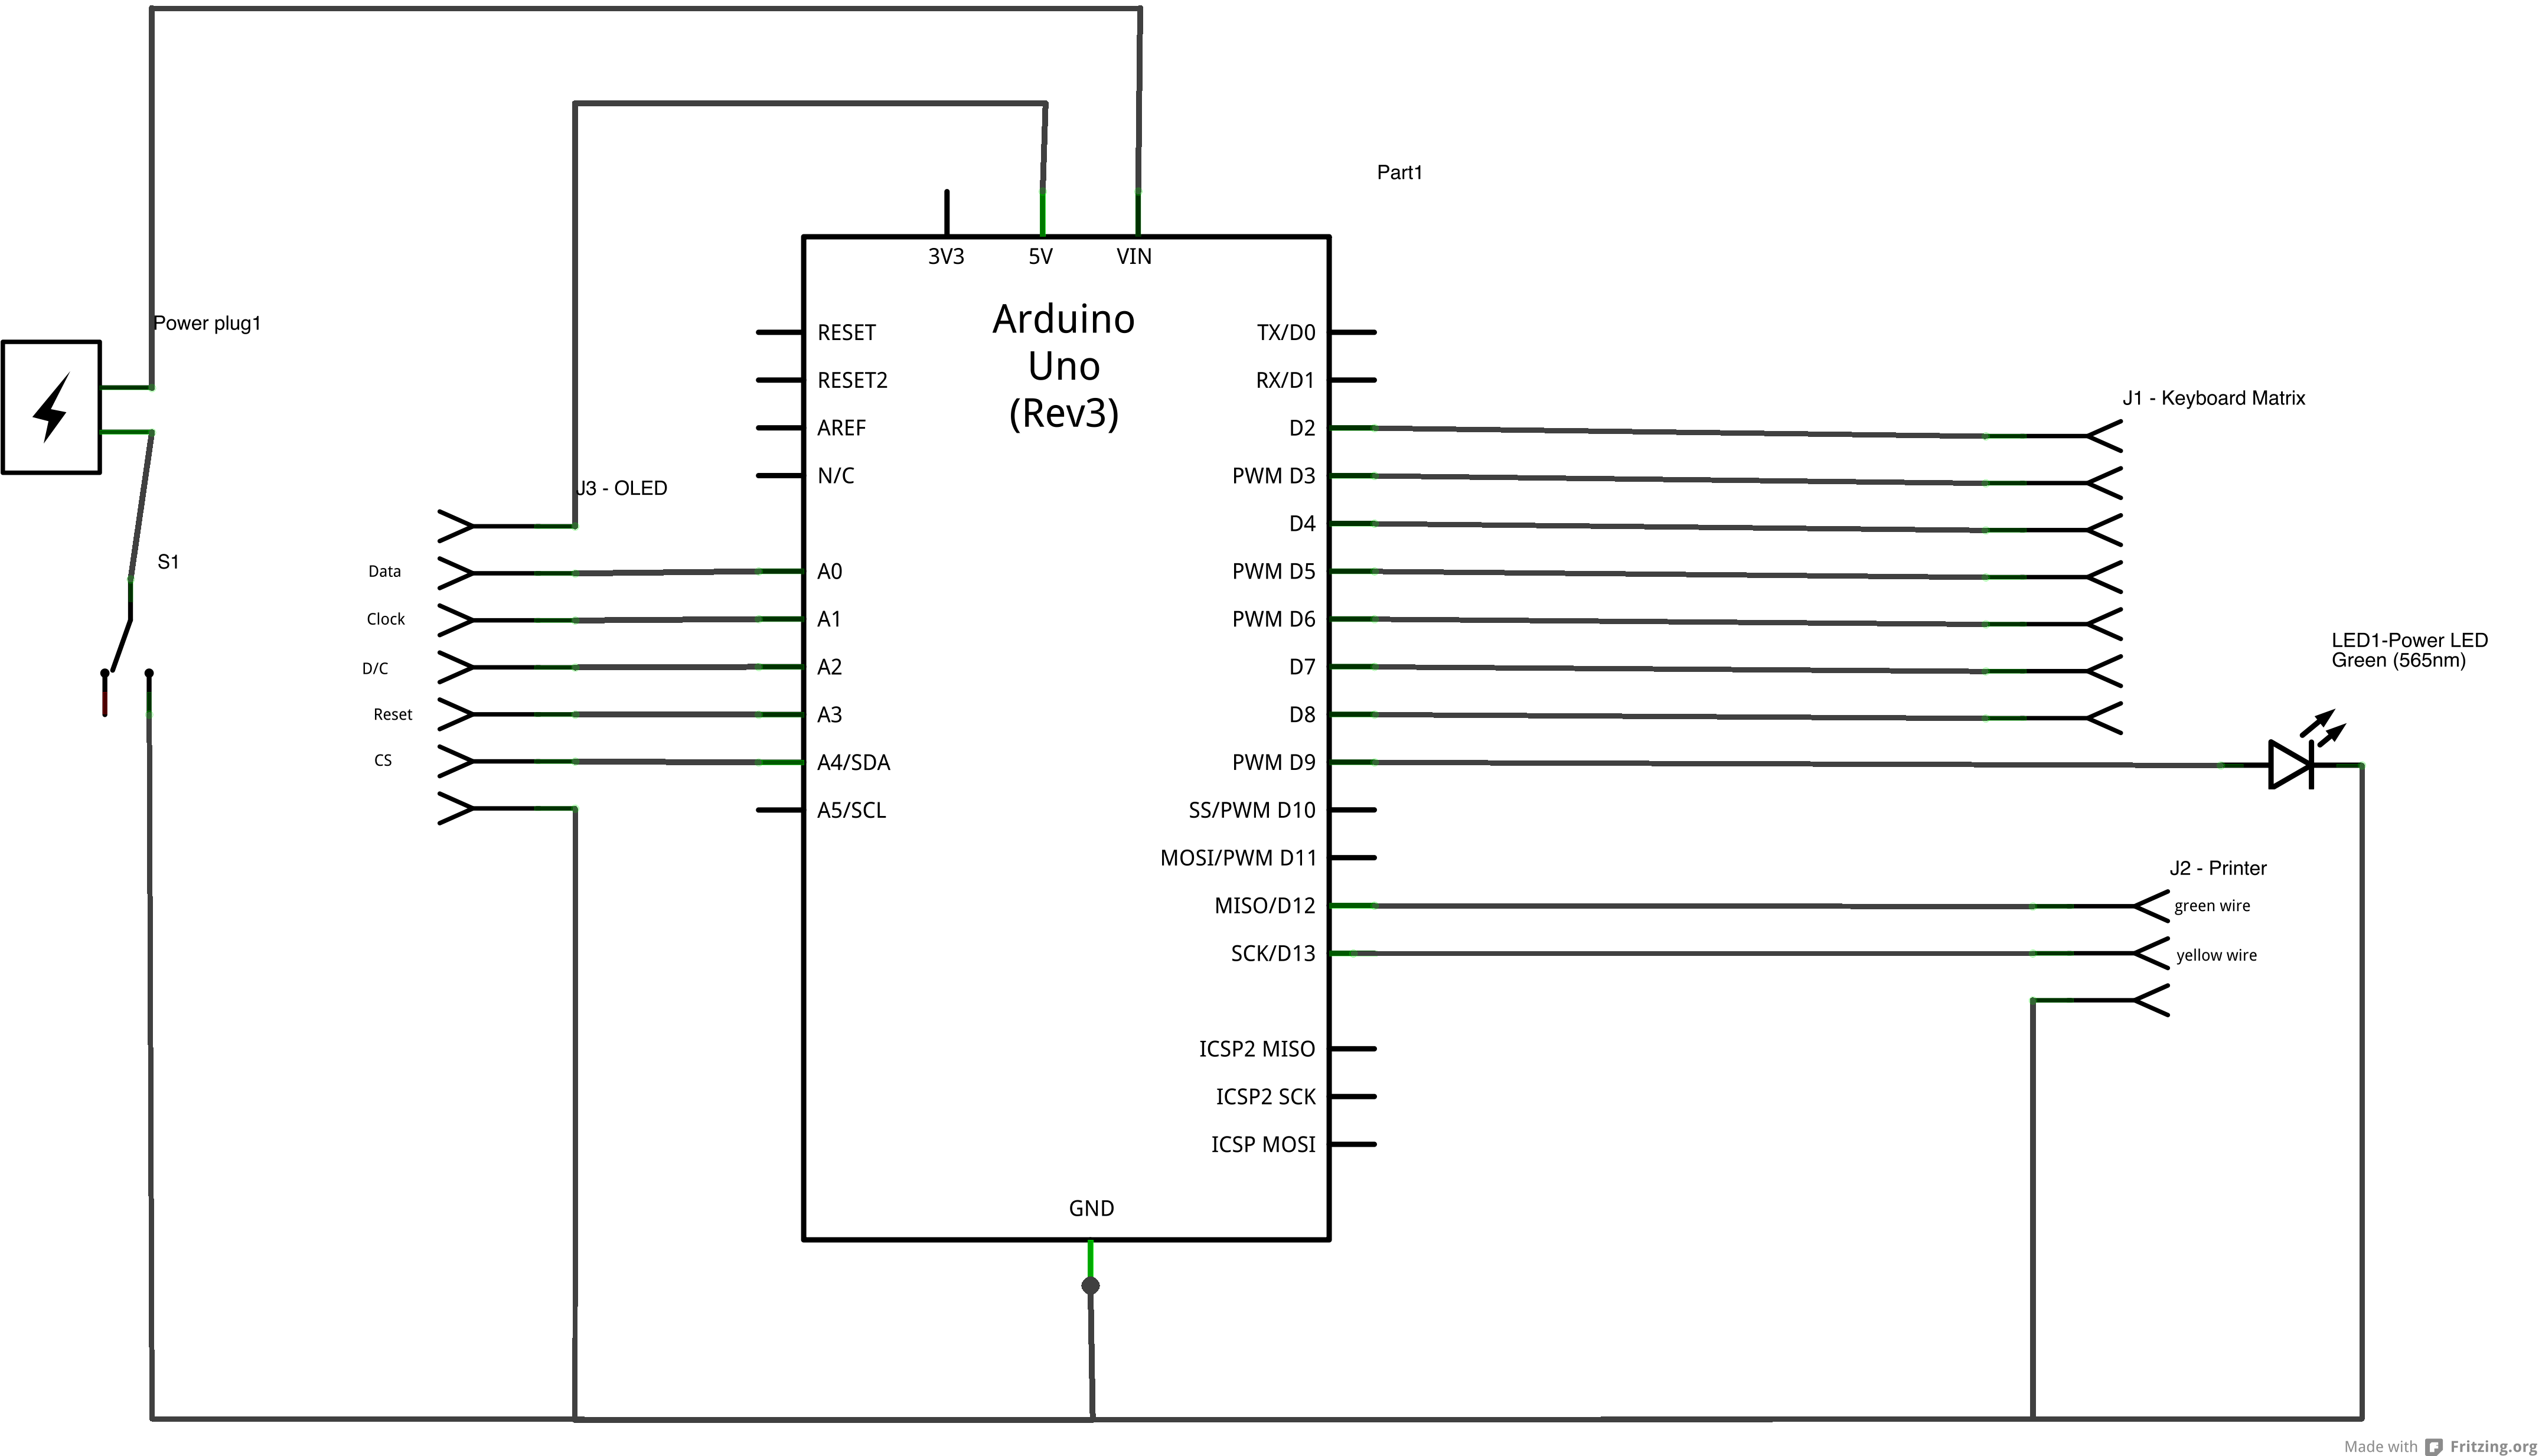 Part1
3V3 5V VIN
Power plug1
Arduino
Uno
(Rev3)
RESET
RESET2
AREF
N/C
A0
A1
A2
A3
A4/SDA
A5/SCL
TX/D0
RX/D1
D2
PWM D3
D4
PWM D5
PWM D6
D7
D8
PWM D9
SS/PWM D10
MOSI/PWM D11
MISO/D12
SCK/D13
ICSP2 MISO
ICSP2 SCK
ICSP MOSI
GND
S1
J3 - OLED
Data
Clock
D/C
Reset
CS
J1 - Keyboard Matrix
LED1-Power LED
Green (565nm)
J2 - Printer
green wire
yellow wire
Made with Fritzing.org